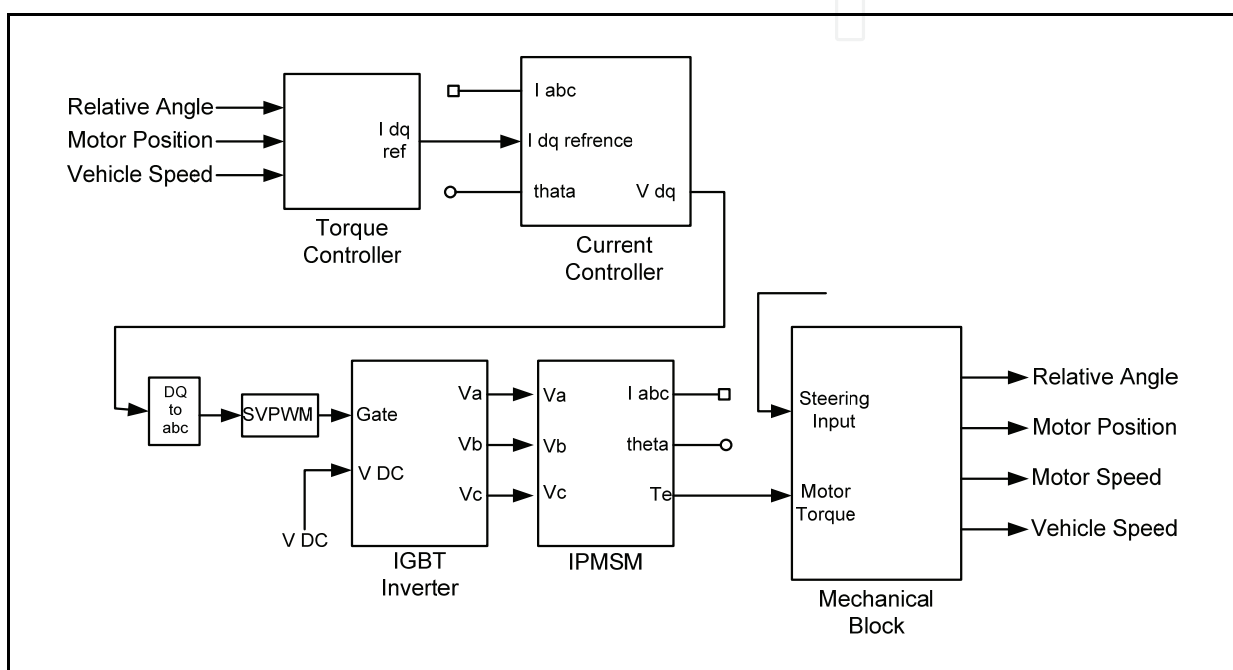 Relative Angle
Motor Position
Vehicle Speed
I dq
ref
Torque
Controller
I abc
I dq refrence
thata
V dq
Current
Controller
DQ
to
abc
SVPWM
Gate
V DC
V DC
Va
Vb
Vc
IGBT
Inverter
Va
Vb
Vc
I abc
theta
Te
IPMSM
Steering
Input
Motor
Torque
Mechanical
Block
Relative Angle
Motor Position
Motor Speed
Vehicle Speed